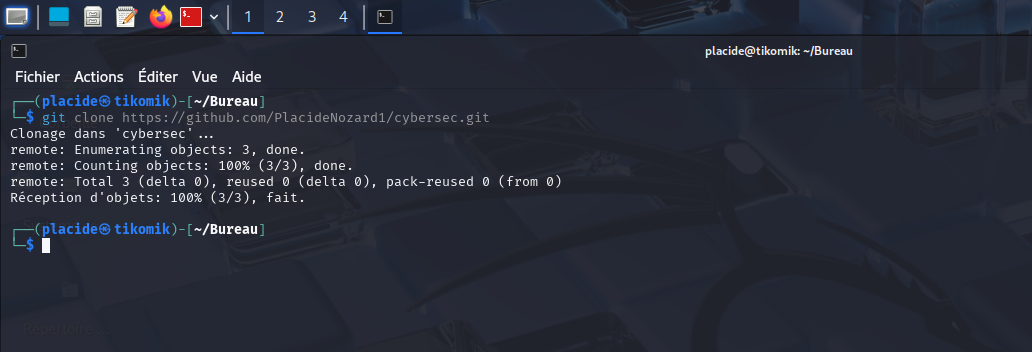 1 2 3 4
placide@tikomik: ~/Bureau
Fichier Actions Éditer Vue Aide
┌──(placide㉿tikomik)-[~/Bureau]
└─$ git clone https://github.com/PlacideNozard1/cybersec.git
Clonage dans 'cybersec'...
remote: Enumerating objects: 3, done.
remote: Counting objects: 100% (3/3), done.
remote: Total 3 (delta 0), reused 0 (delta 0), pack-reused 0 (from 0)
Réception d'objets: 100% (3/3), fait.
┌──(placide㉿tikomik)-[~/Bureau]
└─$
Répertoire...